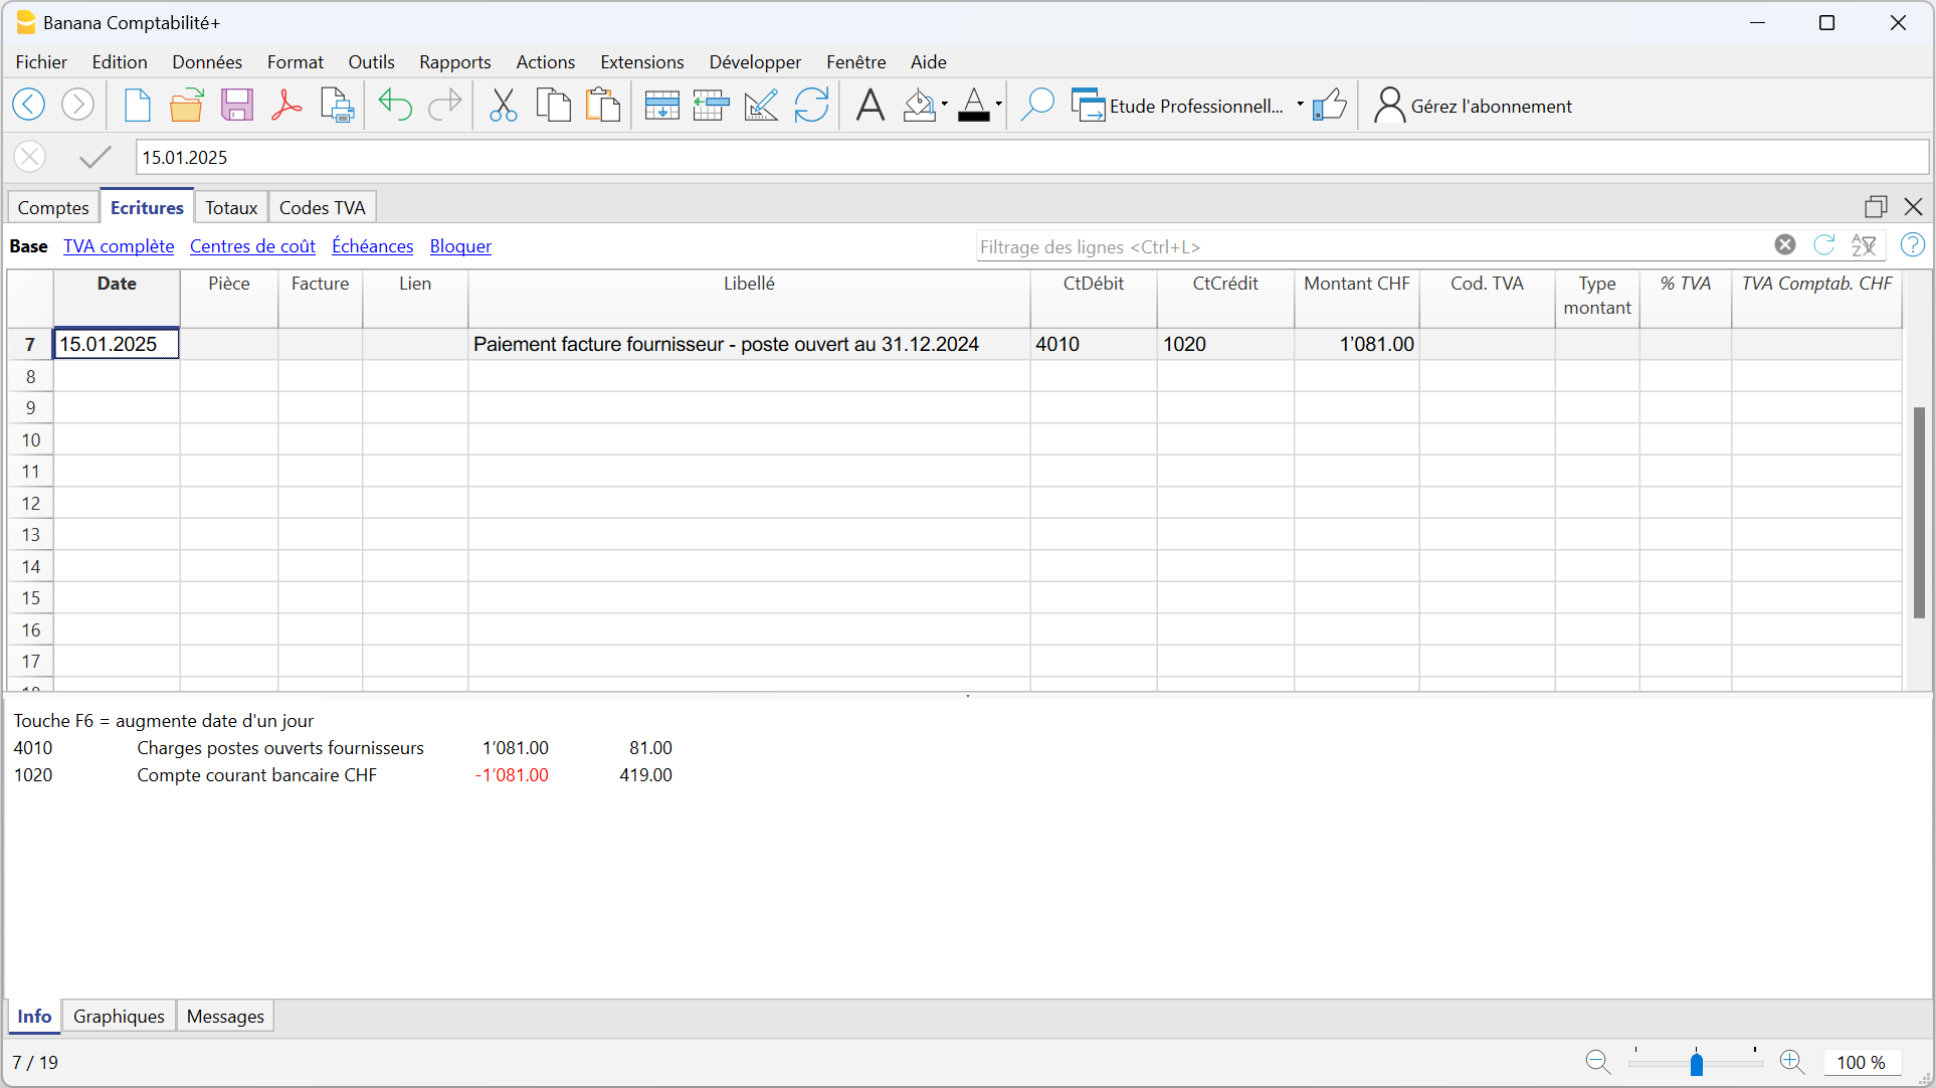 Banana Comptabilité+
Fichier Edition Données Format Outils Rapports Actions Extensions Développer Fenêtre Aide
Etude Professionnell... Gérez l'abonnement
15.01.2025
Comptes Ecritures Totaux Codes TVA
Base TVA complète Centres de coût Échéances Bloquer Filtrage des lignes <Ctrl+L>
Date Pièce Facture Lien Libellé CtDébit CtCrédit Montant CHF Cod. TVA Type montant % TVA TVA Comptab. CHF
7 15.01.2025 Paiement facture fournisseur - poste ouvert au 31.12.2024 4010 1020 1’081.00
8
9
10
11
12
13
14
15
16
17
Touche F6 = augmente date d'un jour
4010 Charges postes ouverts fournisseurs 1’081.00 81.00
1020 Compte courant bancaire CHF -1’081.00 419.00
Info Graphiques Messages
7 / 19 100 %